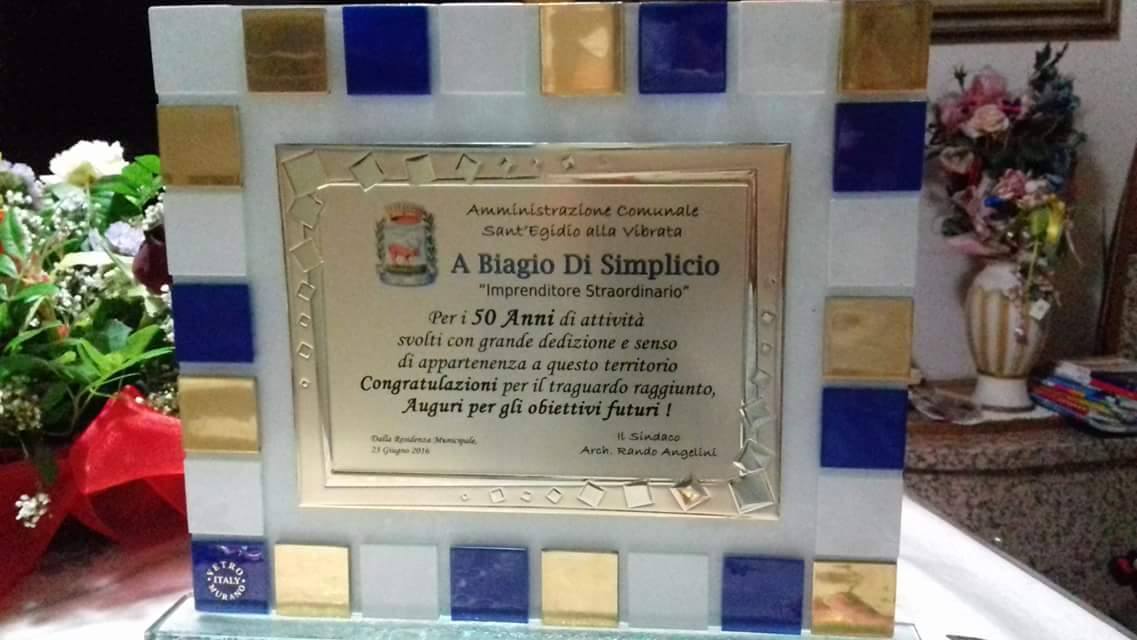 Amministrazione Comunale
Sant'Egidio alla Vibrata
A Biagio Di Simplicio
"Imprenditore Straordinario"
Per i 50 Anni di attività
svolti con grande dedizione e senso
di appartenenza a questo territorio
Congratulazioni per il traguardo raggiunto,
Auguri per gli obiettivi futuri !
Dalla Residenza Municipale,
23 Giugno 2016
Il Sindaco
Arch. Rando Angelini
VETRO
ITALY
MURANO